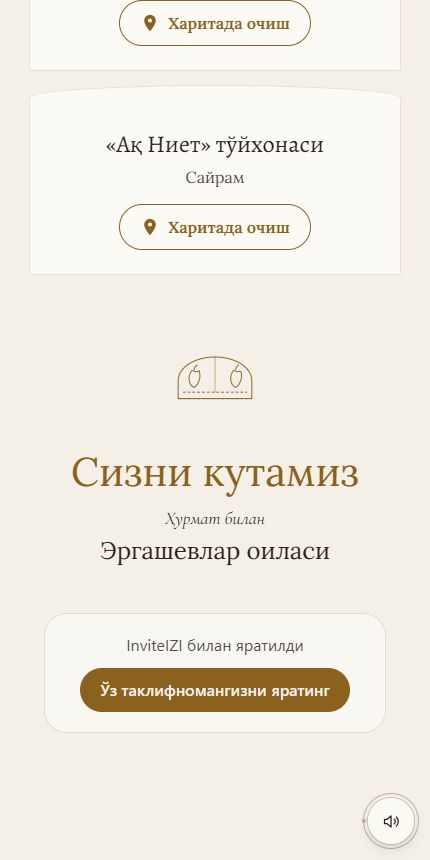 Харитада очиш
«Ақ Ниет» тўйхонаси
Сайрам
Харитада очиш
Сизни кутамиз
Ҳурмат билан
Эргашевлар оиласи
InviteIZI билан яратилди
Ўз таклифномангизни яратинг